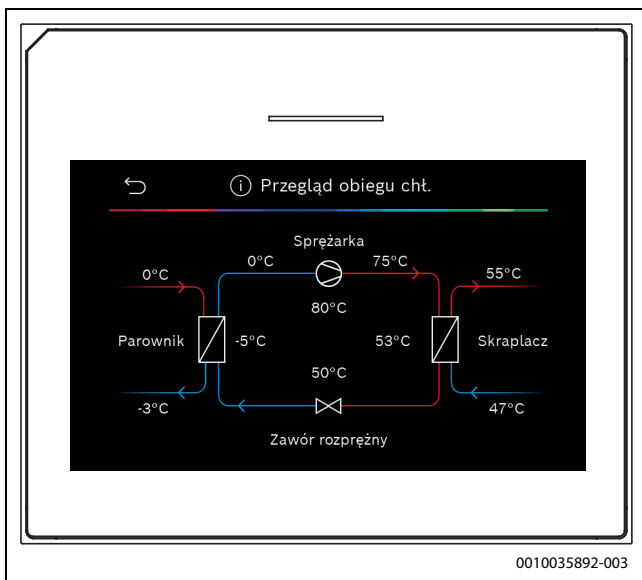 Przegląd obiegu chł.
Sprężarka
0°C
0°C
75°C
55°C
80°C
Parownik
-5°C
53°C
Skraplacz
50°C
-3°C
47°C
Zawór rozprężny
0010035892-003